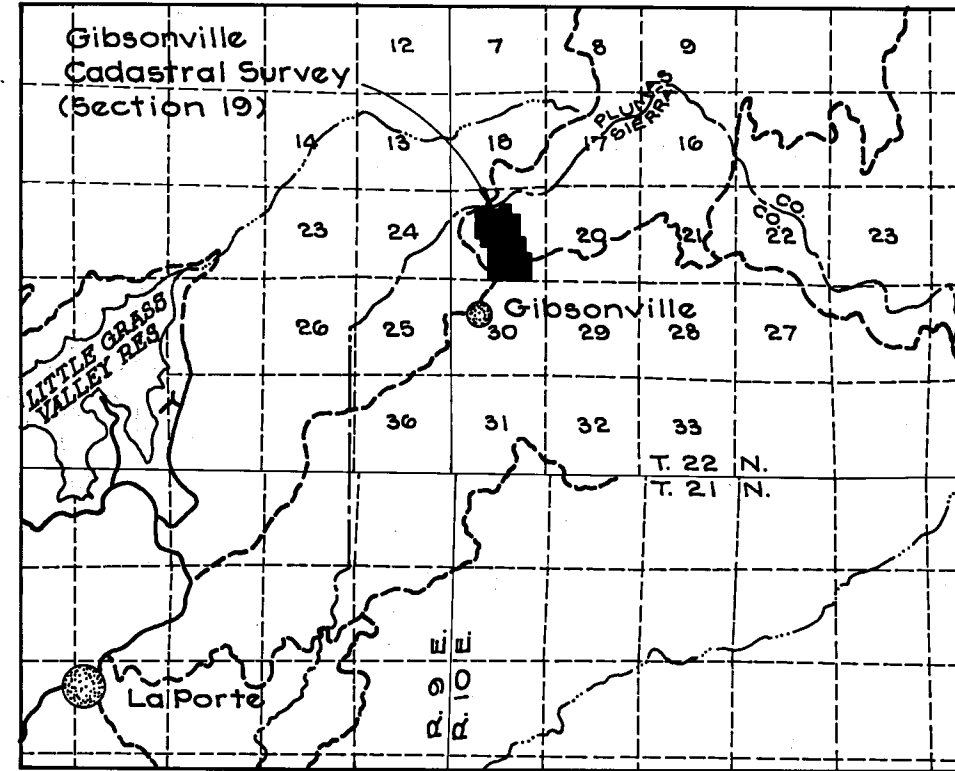 Gibsonville
Cadastral Survey
(Section 19)
12 7 8 9
PLUMAS
SIERRA
14 13 18 17 16
CO.
CO.
23 24 20 21 22 23
Gibsonville
26 25 30 29 28 27
LITTLE GRASS
VALLEY RES.
36 31 32 33
T. 22 N.
T. 21 N.
R. 9 E.
R. 10 E.
La Porte